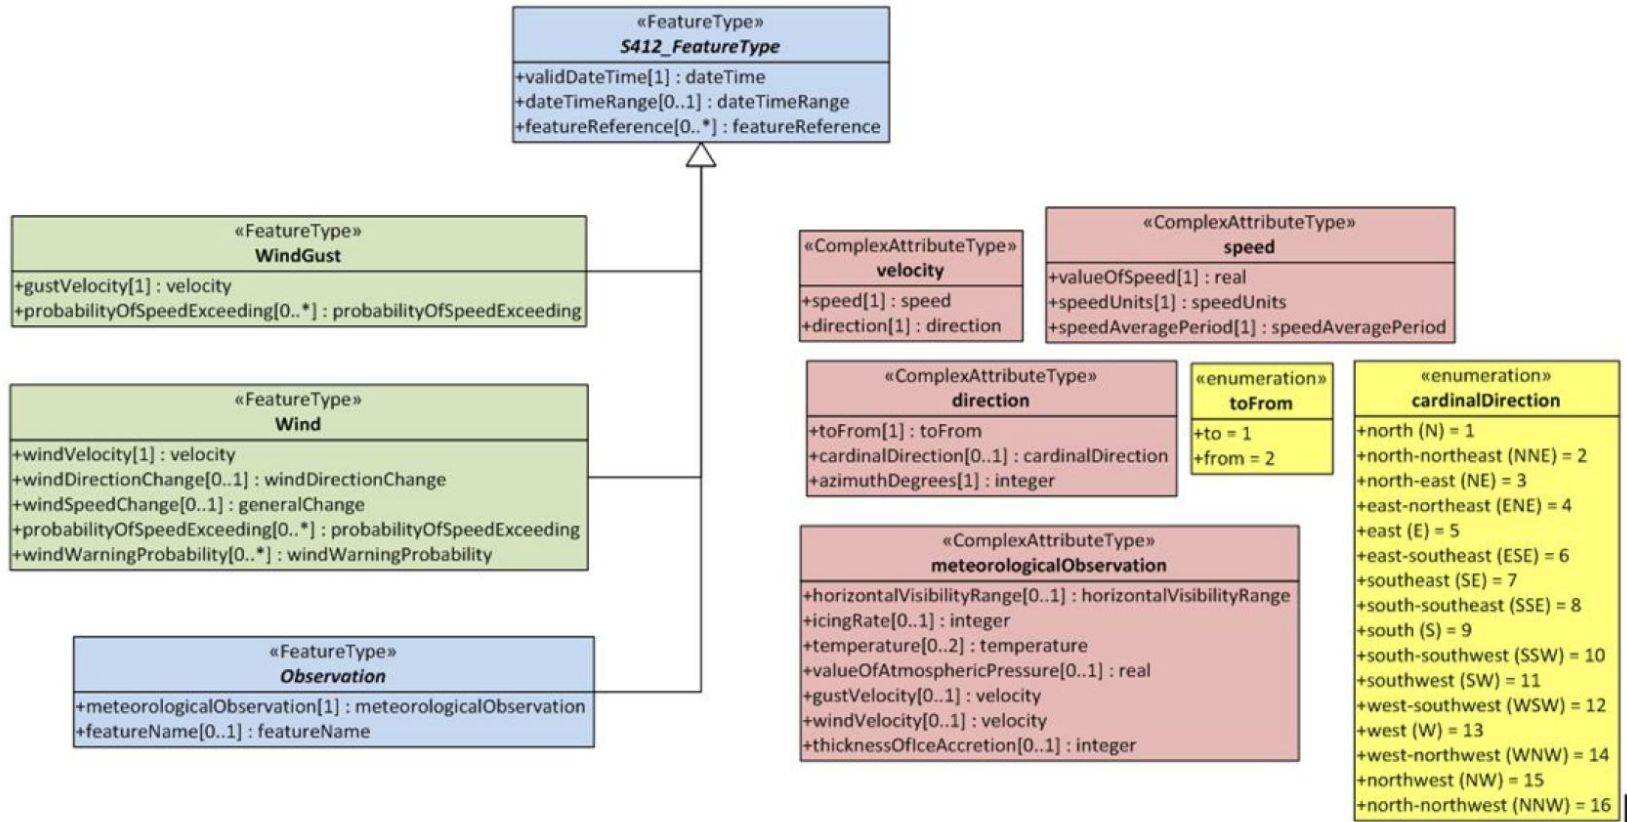 «FeatureType»
S412_FeatureType
+validDateTime[1] : dateTime
+dateTimeRange[0..1] : dateTimeRange
+featureReference[0..*] : featureReference
«FeatureType»
WindGust
+gustVelocity[1] : velocity
+probabilityOfSpeedExceeding[0..*] : probabilityOfSpeedExceeding
«FeatureType»
Wind
+windVelocity[1] : velocity
+windDirectionChange[0..1] : windDirectionChange
+windSpeedChange[0..1] : generalChange
+probabilityOfSpeedExceeding[0..*] : probabilityOfSpeedExceeding
+windWarningProbability[0..*] : windWarningProbability
«FeatureType»
Observation
+meteorologicalObservation[1] : meteorologicalObservation
+featureName[0..1] : featureName
«ComplexAttributeType»
velocity
+speed[1] : speed
+direction[1] : direction
«ComplexAttributeType»
speed
+valueOfSpeed[1] : real
+speedUnits[1] : speedUnits
+speedAveragePeriod[1] : speedAveragePeriod
«ComplexAttributeType»
direction
+toFrom[1] : toFrom
+cardinalDirection[0..1] : cardinalDirection
+azimuthDegrees[1] : integer
«enumeration»
toFrom
+to = 1
+from = 2
«enumeration»
cardinalDirection
+north (N) = 1
+north-northeast (NNE) = 2
+north-east (NE) = 3
+east-northeast (ENE) = 4
+east (E) = 5
+east-southeast (ESE) = 6
+southeast (SE) = 7
+south-southeast (SSE) = 8
+south (S) = 9
+south-southwest (SSW) = 10
+southwest (SW) = 11
+west-southwest (WSW) = 12
+west (W) = 13
+west-northwest (WNW) = 14
+northwest (NW) = 15
+north-northwest (NNW) = 16
«ComplexAttributeType»
meteorologicalObservation
+horizontalVisibilityRange[0..1] : horizontalVisibilityRange
+icingRate[0..1] : integer
+temperature[0..2] : temperature
+valueOfAtmosphericPressure[0..1] : real
+gustVelocity[0..1] : velocity
+windVelocity[0..1] : velocity
+thicknessOfIceAccretion[0..1] : integer